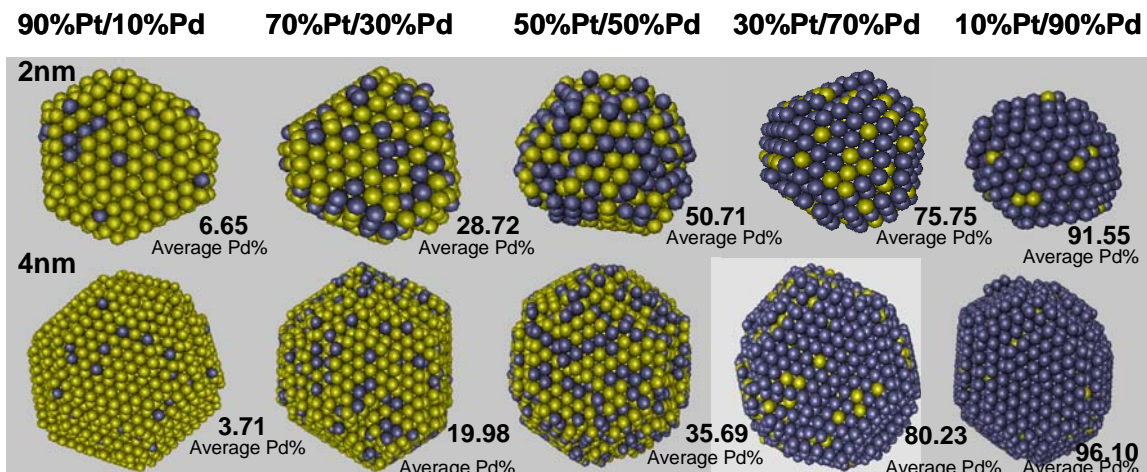 90%Pt/10%Pd 70%Pt/30%Pd 50%Pt/50%Pd 30%Pt/70%Pd 10%Pt/90%Pd
2nm
6.65 28.72 50.71 75.75 91.55
Average Pd% Average Pd% Average Pd% Average Pd% Average Pd%
4nm
3.71 19.98 35.69 80.23 96.10
Average Pd% Average Pd% Average Pd% Average Pd% Average Pd%